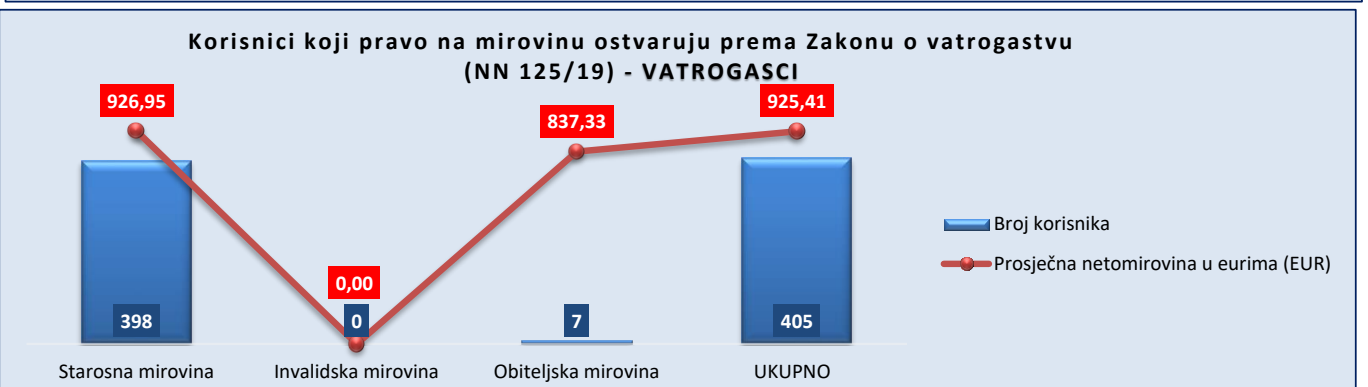 Korisnici koji pravo na mirovinu ostvaruju prema Zakonu o vatrogastvu
(NN 125/19) - VATROGASCI
926,95
0,00
837,33
925,41
398
0
7
405
Starosna mirovina
Invalidska mirovina
Obiteljska mirovina
UKUPNO
Broj korisnika
Prosječna netomirovina u eurima (EUR)